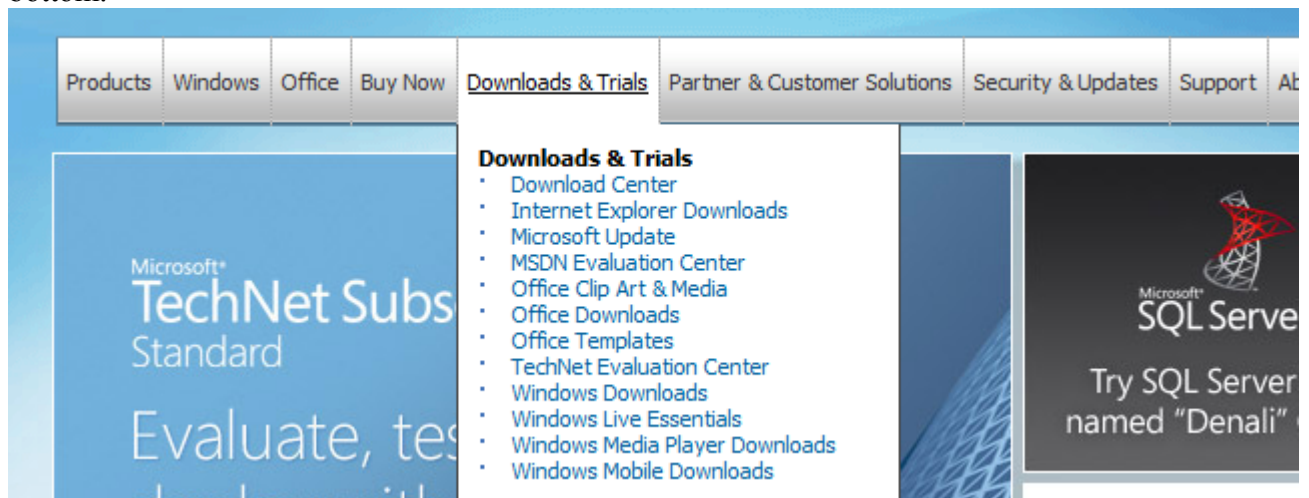 bottom.
Products Windows Office Buy Now Downloads & Trials Partner & Customer Solutions Security & Updates Support
Downloads & Trials
Download Center
Internet Explorer Downloads
Microsoft Update
MSDN Evaluation Center
Office Clip Art & Media
Office Downloads
Office Templates
TechNet Evaluation Center
Windows Downloads
Windows Live Essentials
Windows Media Player Downloads
Windows Mobile Downloads
Microsoft
TechNet Subs
Standard
Evaluate, tes
Microsoft
SQL Serve
Try SQL Server
named "Denali"